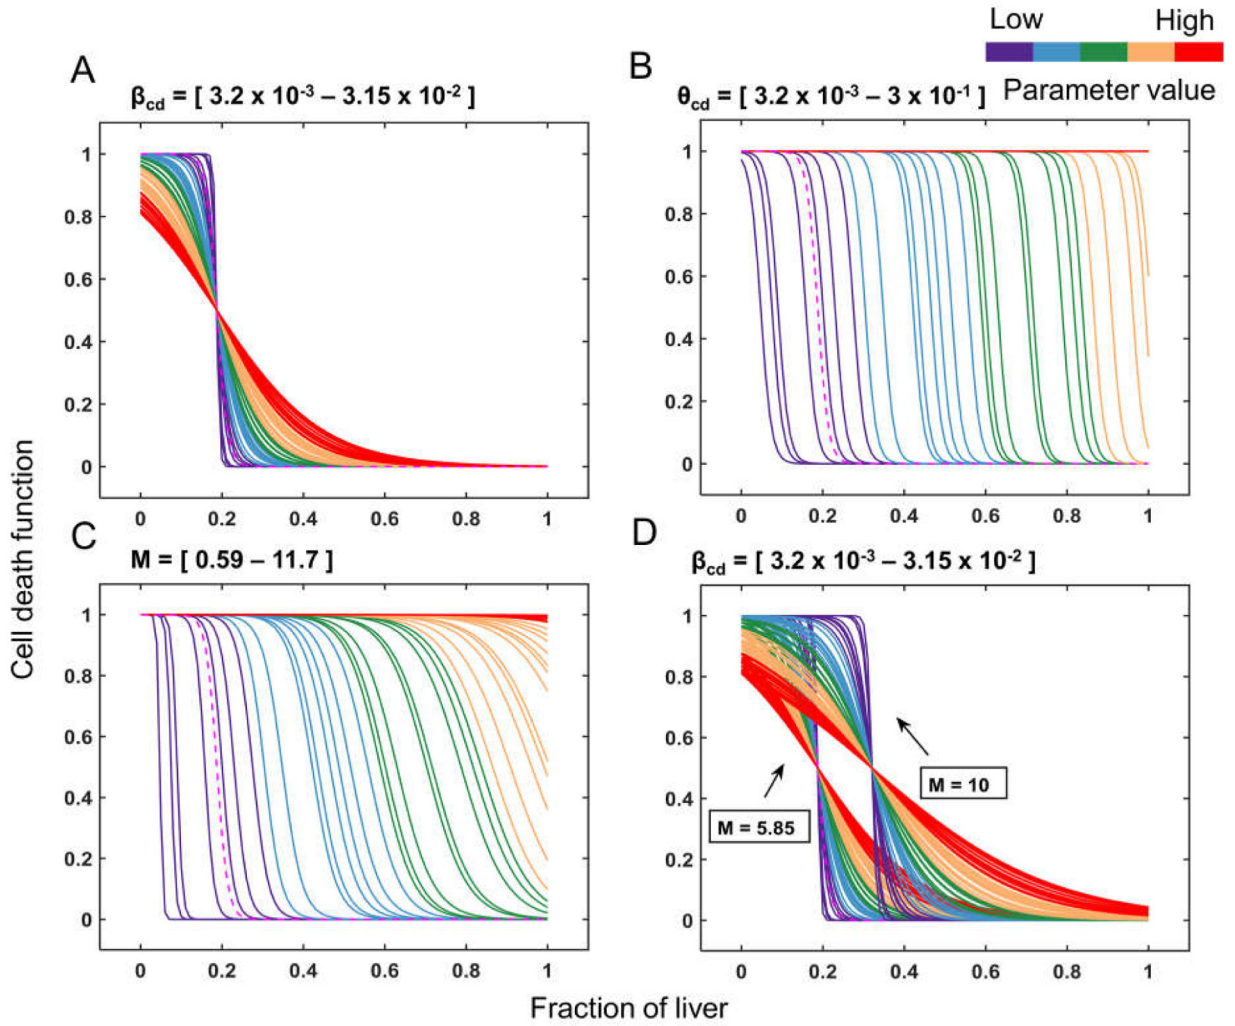 Low High
Parameter value
A
βcd = [ 3.2 x 10-3 – 3.15 x 10-2 ]
1
0.8
0.6
0.4
0.2
0
0 0.2 0.4 0.6 0.8 1
B
θcd = [ 3.2 x 10-3 – 3 x 10-1 ]
1
0.8
0.6
0.4
0.2
0
0 0.2 0.4 0.6 0.8 1
C
M = [ 0.59 – 11.7 ]
1
0.8
0.6
0.4
0.2
0
0 0.2 0.4 0.6 0.8 1
D
βcd = [ 3.2 x 10-3 – 3.15 x 10-2 ]
1
0.8
0.6
0.4
0.2
0
M = 10
M = 5.85
0 0.2 0.4 0.6 0.8 1
Cell death function
Fraction of liver